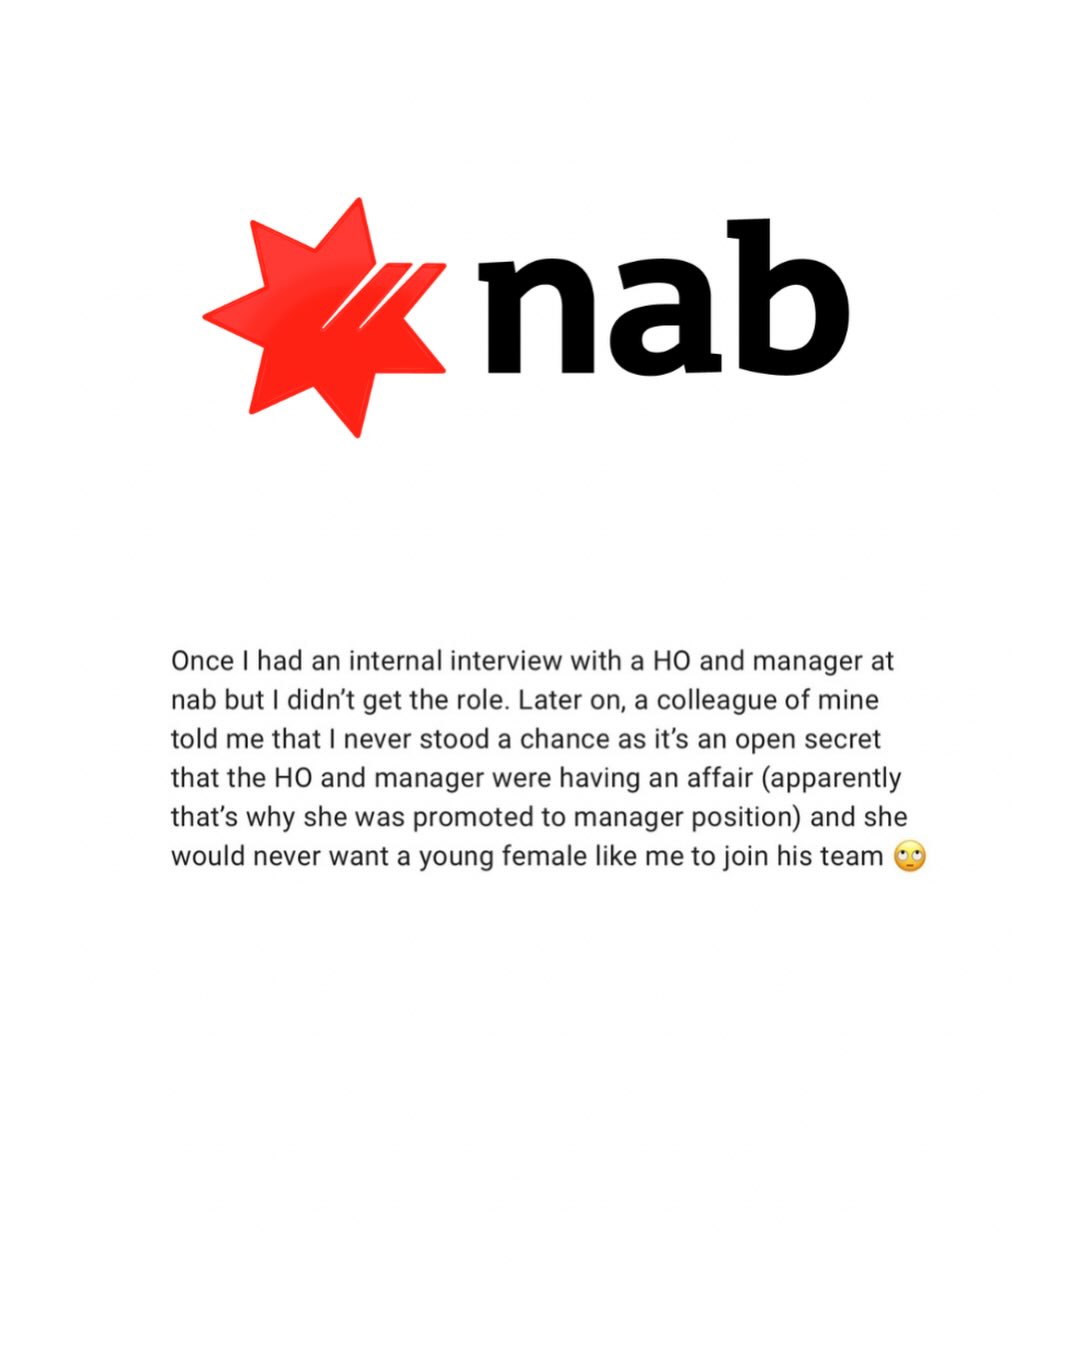 nab
Once I had an internal interview with a HO and manager at
nab but I didn’t get the role. Later on, a colleague of mine
told me that I never stood a chance as it’s an open secret
that the HO and manager were having an affair (apparently
that’s why she was promoted to manager position) and she
would never want a young female like me to join his team 🙄